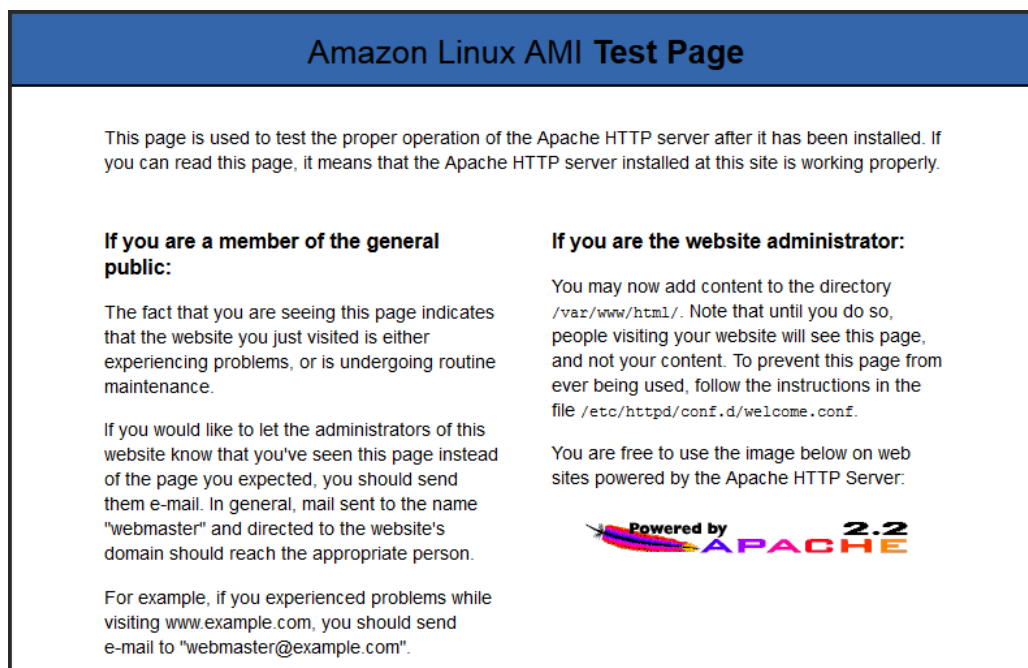 Amazon Linux AMI Test Page
This page is used to test the proper operation of the Apache HTTP server after it has been installed. If
you can read this page, it means that the Apache HTTP server installed at this site is working properly.
If you are a member of the general
public:
The fact that you are seeing this page indicates
that the website you just visited is either
experiencing problems, or is undergoing routine
maintenance.
If you would like to let the administrators of this
website know that you've seen this page instead
of the page you expected, you should send
them e-mail. In general, mail sent to the name
"webmaster" and directed to the website's
domain should reach the appropriate person.
For example, if you experienced problems while
visiting www.example.com, you should send
e-mail to "webmaster@example.com".
If you are the website administrator:
You may now add content to the directory
/var/www/html/. Note that until you do so,
people visiting your website will see this page,
and not your content. To prevent this page from
ever being used, follow the instructions in the
file /etc/httpd/conf.d/welcome.conf.
You are free to use the image below on web
sites powered by the Apache HTTP Server:
Powered by 2.2
APACHE